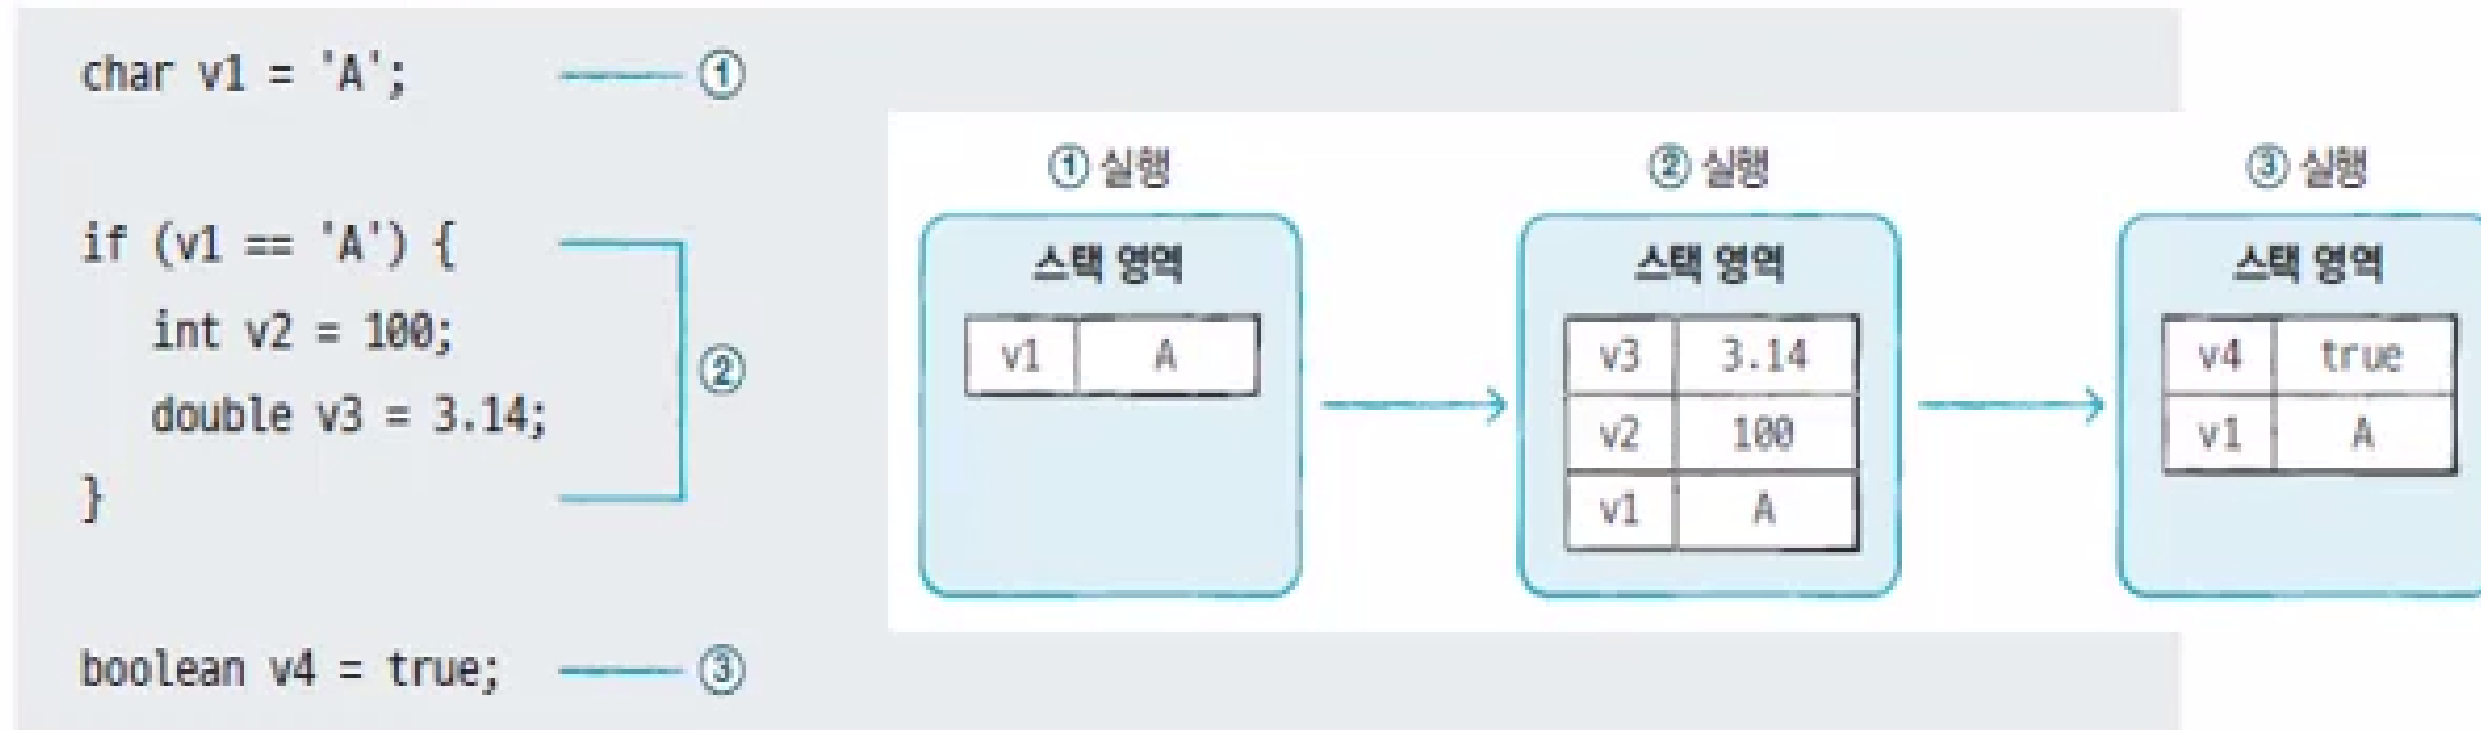 char v1 = 'A'; ①
if (v1 == 'A') {
int v2 = 100;
②
double v3 = 3.14;
}
boolean v4 = true; ③
① 실행
스택 영역
v1 A
② 실행
스택 영역
v3 3.14
v2 100
v1 A
③ 실행
스택 영역
v4 true
v1 A